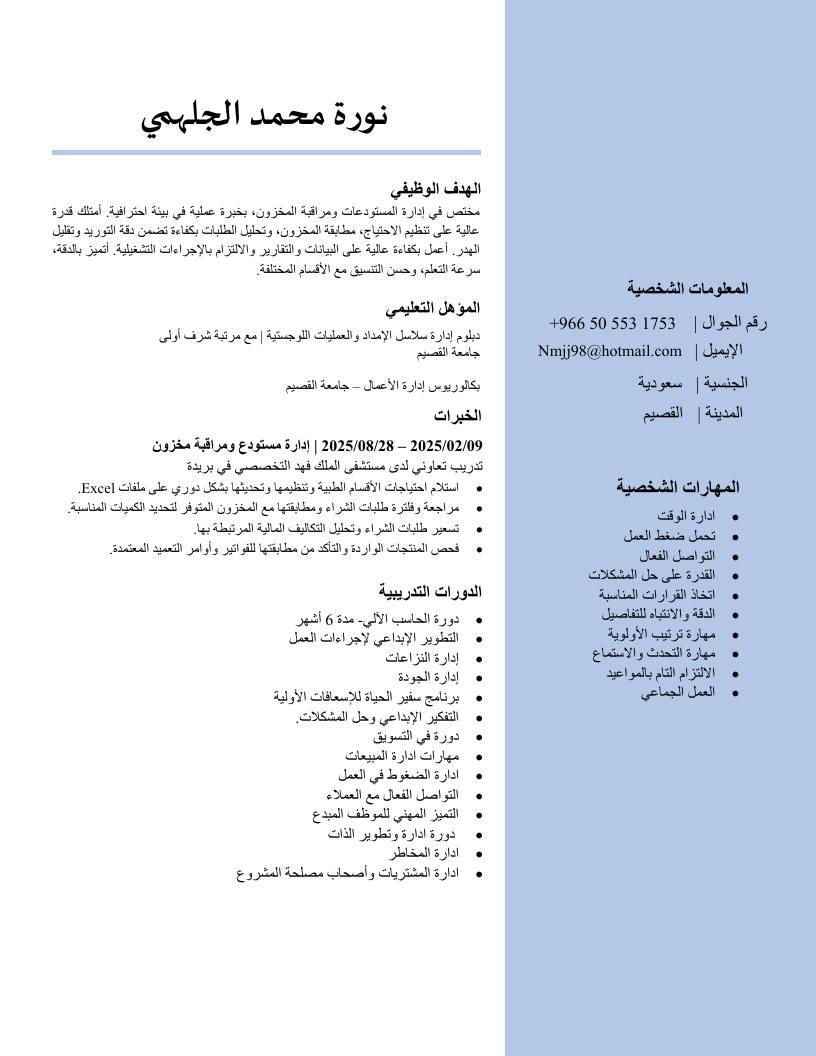 نورة محمد الجلهمي
الهدف الوظيفي
مختص في إدارة المستودعات ومراقبة المخزون، بخبرة عملية في بيئة احترافية. أمتلك قدرة
عالية على تنظيم الاحتياج، مطابقة المخزون، وتحليل الطلبات بكفاءة تضمن دقة التوريد وتقليل
الهدر. أعمل بكفاءة عالية على البيانات والتقارير والالتزام بالإجراءات التشغيلية. أتميز بالدقة،
سرعة التعلم، وحسن التنسيق مع الأقسام المختلفة.
المؤهل التعليمي
دبلوم إدارة سلاسل الإمداد والعمليات اللوجستية | مع مرتبة شرف أولى
جامعة القصيم
بكالوريوس إدارة الأعمال – جامعة القصيم
الخبرات
2025/02/09 – 2025/08/28 | إدارة مستودع ومراقبة مخزون
تدريب تعاوني لدى مستشفى الملك فهد التخصصي في بريدة
• استلام احتياجات الأقسام الطبية وتنظيمها وتحديثها بشكل دوري على ملفات Excel.
• مراجعة وفلترة طلبات الشراء ومطابقتها مع المخزون المتوفر لتحديد الكميات المناسبة.
• تسعير طلبات الشراء وتحليل التكاليف المالية المرتبطة بها.
• فحص المنتجات الواردة والتأكد من مطابقتها للفواتير وأوامر التعميد المعتمدة.
الدورات التدريبية
• دورة الحاسب الآلي- مدة 6 أشهر
• التطوير الإبداعي لإجراءات العمل
• إدارة النزاعات
• إدارة الجودة
• برنامج سفير الحياة للإسعافات الأولية
• التفكير الإبداعي وحل المشكلات.
• دورة في التسويق
• مهارات ادارة المبيعات
• ادارة الضغوط في العمل
• التواصل الفعال مع العملاء
• التميز المهني للموظف المبدع
• دورة ادارة وتطوير الذات
• ادارة المخاطر
• ادارة المشتريات وأصحاب مصلحة المشروع
المعلومات الشخصية
رقم الجوال | +966 50 553 1753
الإيميل | Nmjj98@hotmail.com
الجنسية | سعودية
المدينة | القصيم
المهارات الشخصية
• ادارة الوقت
• تحمل ضغط العمل
• التواصل الفعال
• القدرة على حل المشكلات
• اتخاذ القرارات المناسبة
• الدقة والانتباه للتفاصيل
• مهارة ترتيب الأولوية
• مهارة التحدث والاستماع
• الالتزام التام بالمواعيد
• العمل الجماعي